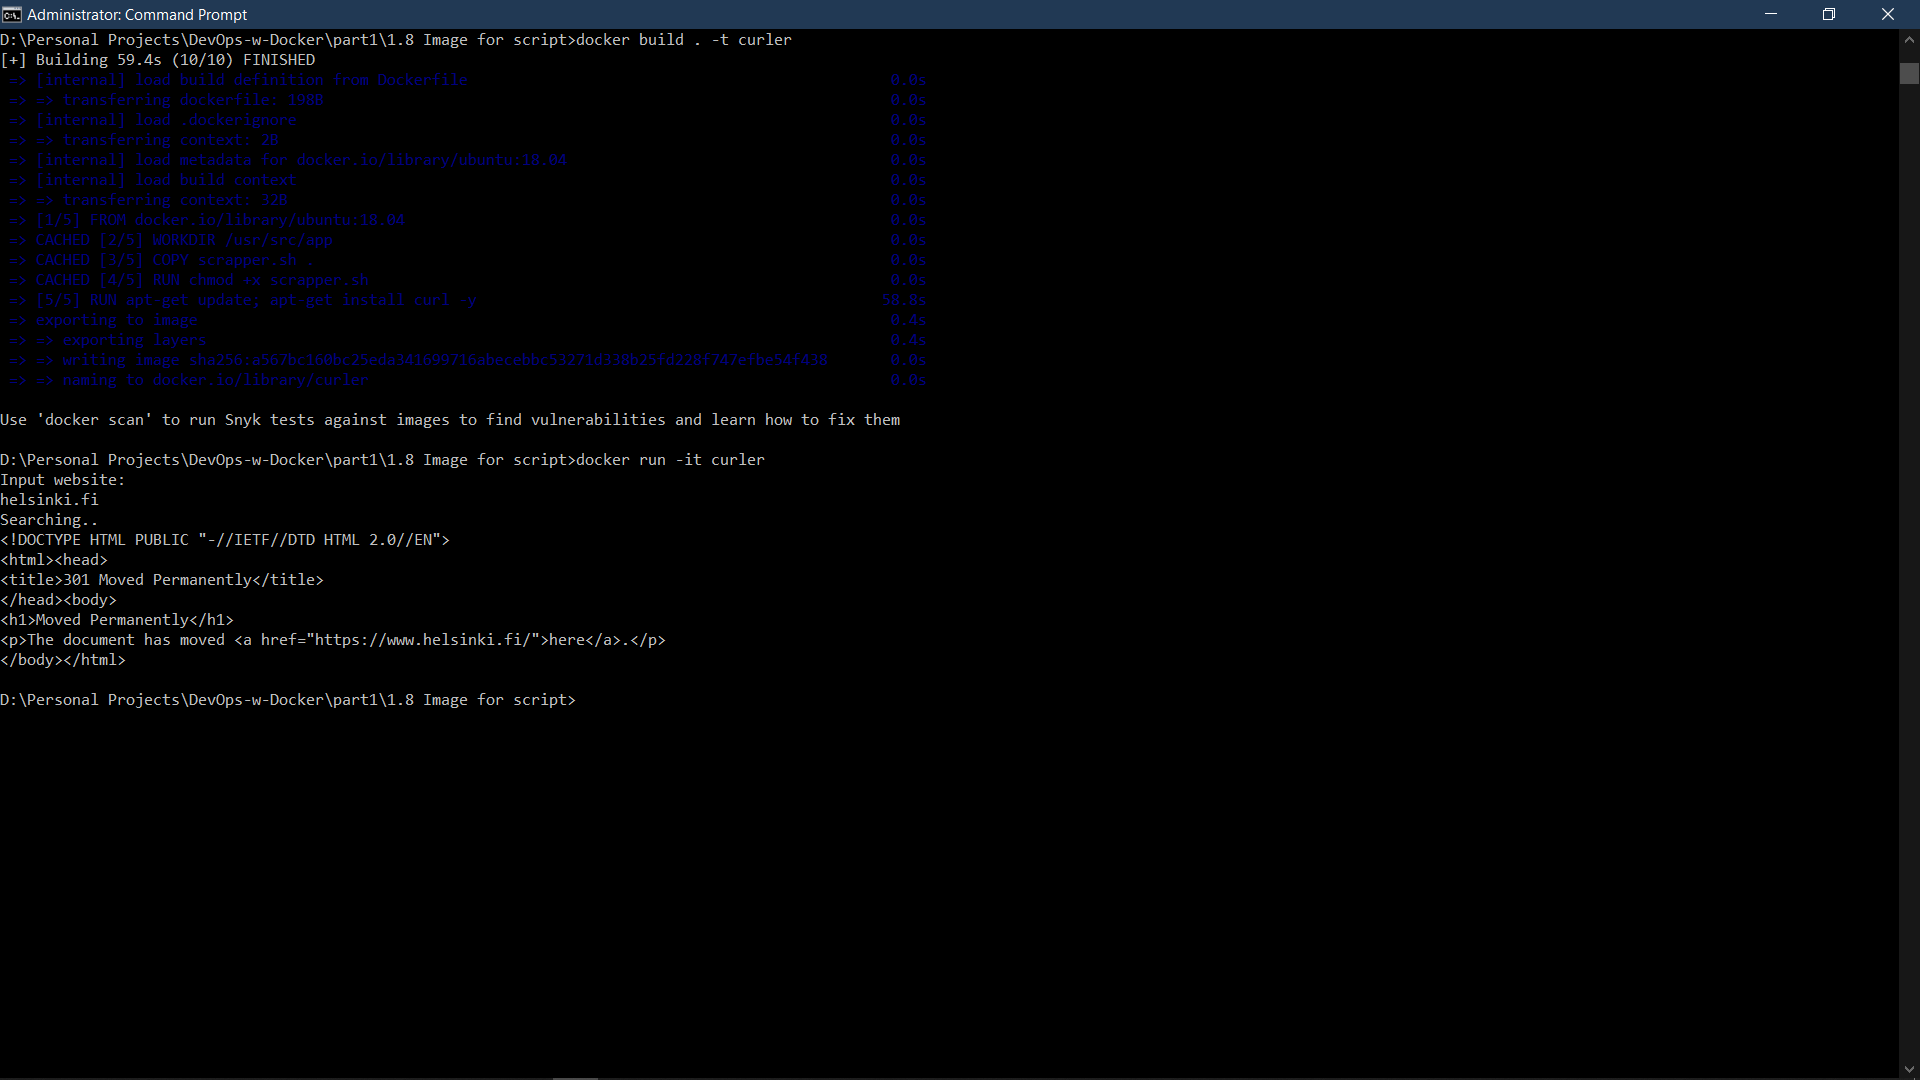 Administrator: Command Prompt
D:\Personal Projects\DevOps-w-Docker\part1\1.8 Image for script>docker build . -t curler
[+] Building 59.4s (10/10) FINISHED
=> [internal] load build definition from Dockerfile 0.0s
=> => transferring dockerfile: 198B 0.0s
=> [internal] load .dockerignore 0.0s
=> => transferring context: 2B 0.0s
=> [internal] load metadata for docker.io/library/ubuntu:18.04 0.0s
=> [internal] load build context 0.0s
=> => transferring context: 32B 0.0s
=> [1/5] FROM docker.io/library/ubuntu:18.04 0.0s
=> CACHED [2/5] WORKDIR /usr/src/app 0.0s
=> CACHED [3/5] COPY scrapper.sh . 0.0s
=> CACHED [4/5] RUN chmod +x scrapper.sh 0.0s
=> [5/5] RUN apt-get update; apt-get install curl -y 58.8s
=> exporting to image 0.4s
=> => exporting layers 0.4s
=> => writing image sha256:a567bc160bc25eda341699716abecebbc53271d338b25fd228f747efbe54f438 0.0s
=> => naming to docker.io/library/curler 0.0s
Use 'docker scan' to run Snyk tests against images to find vulnerabilities and learn how to fix them
D:\Personal Projects\DevOps-w-Docker\part1\1.8 Image for script>docker run -it curler
Input website:
helsinki.fi
Searching..
<!DOCTYPE HTML PUBLIC "-//IETF//DTD HTML 2.0//EN">
<html><head>
<title>301 Moved Permanently</title>
</head><body>
<h1>Moved Permanently</h1>
<p>The document has moved <a href="https://www.helsinki.fi/">here</a>.</p>
</body></html>
D:\Personal Projects\DevOps-w-Docker\part1\1.8 Image for script>